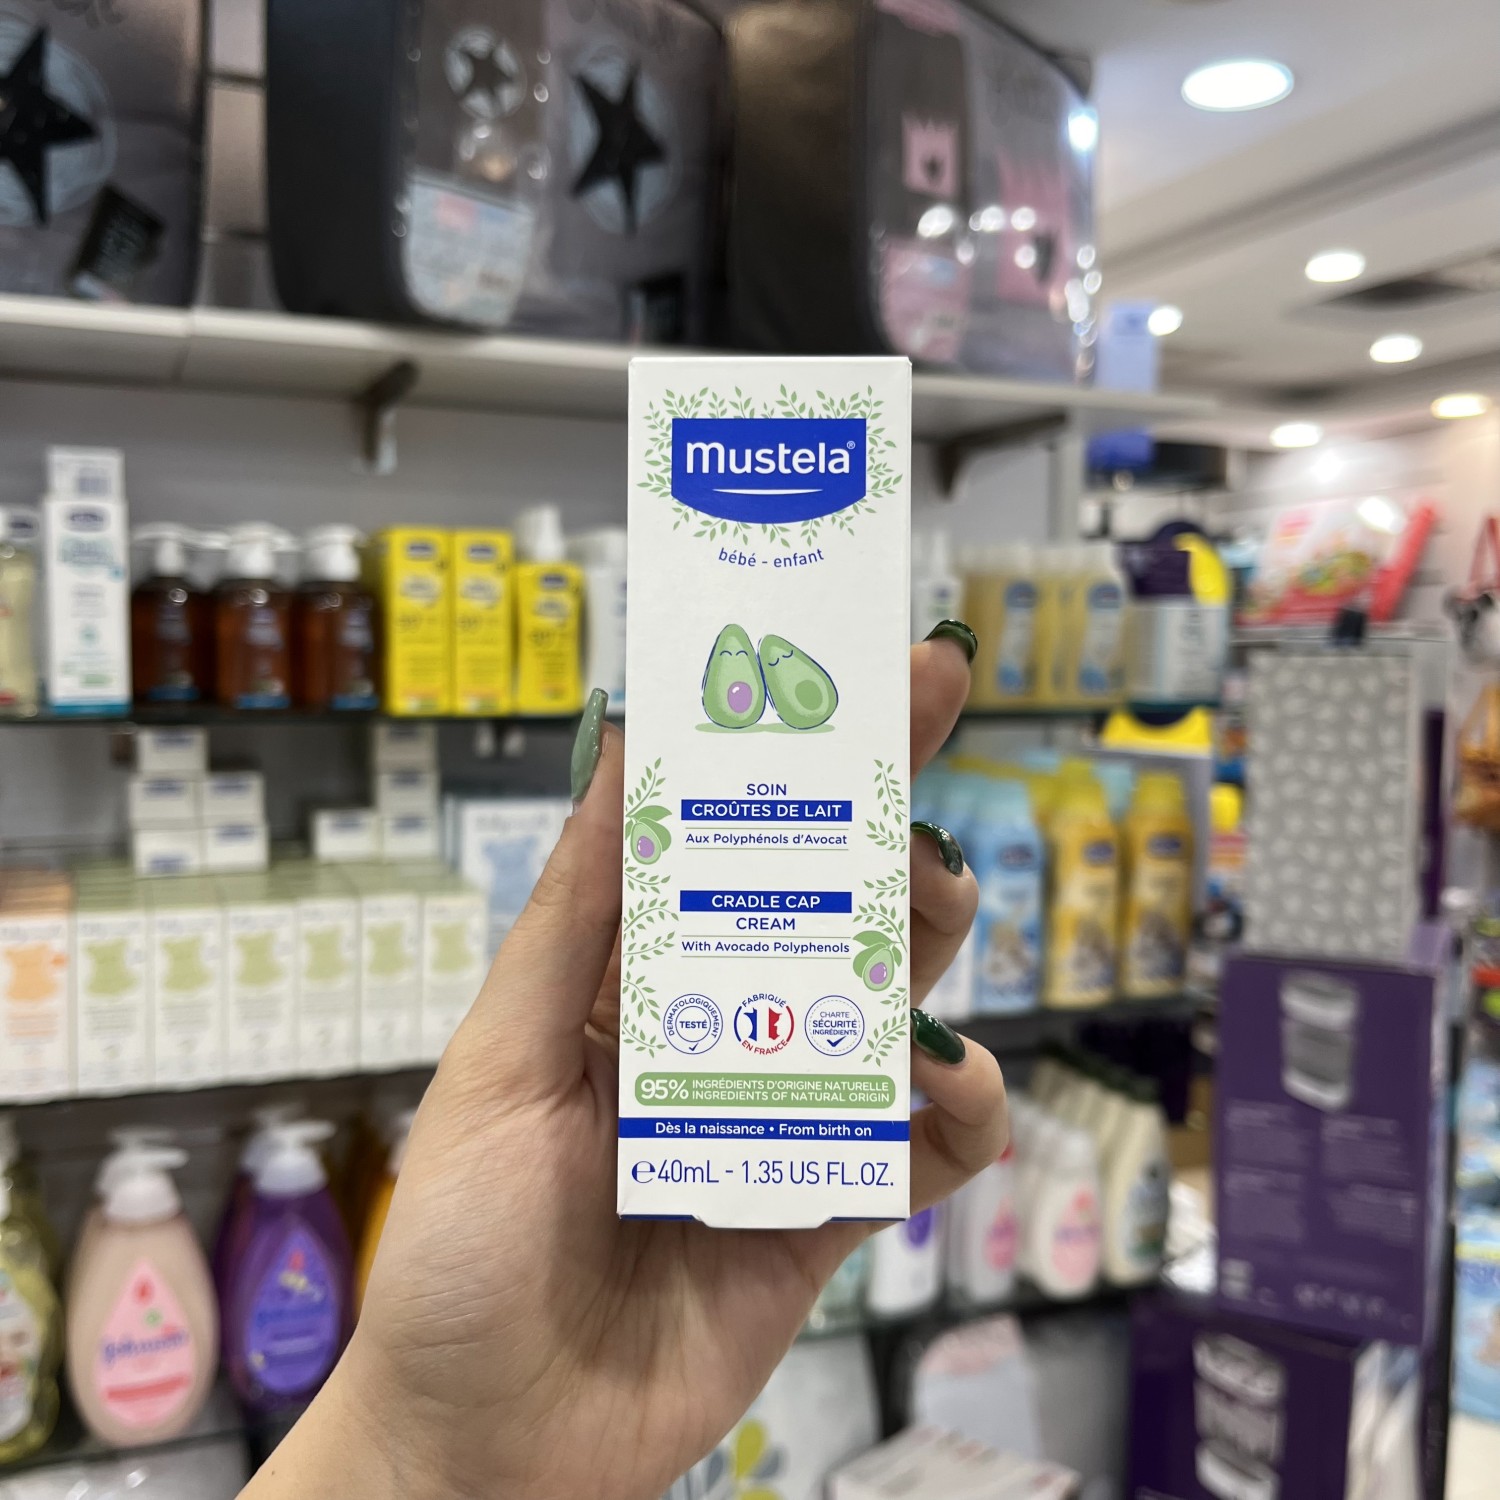 mustela®
bébé - enfant
SOIN
CROÛTES DE LAIT
Aux Polyphénols d'Avocat
CRADLE CAP
CREAM
With Avocado Polyphenols
DERMATOLOGIQUEMENT
TESTÉ
FABRIQUÉ
EN FRANCE
CHARTE
SÉCURITÉ
INGRÉDIENTS
95% INGRÉDIENTS D'ORIGINE NATURELLE
INGREDIENTS OF NATURAL ORIGIN
Dès la naissance • From birth on
℮40mL - 1.35 US FL.OZ.
Johnson's